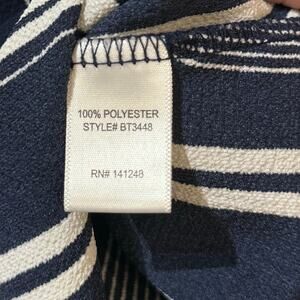 100% POLYESTER
STYLE# BT3448
RN# 141248